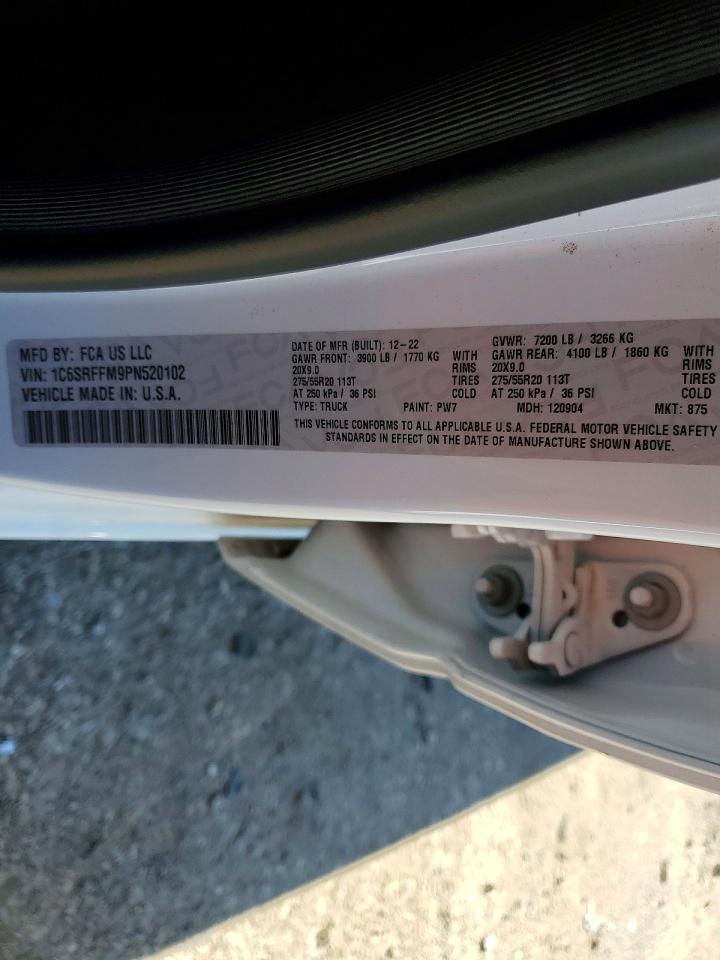 MFD BY: FCA US LLC
VIN: 1C6SRFFM9PN520102
VEHICLE MADE IN: U.S.A.
DATE OF MFR (BUILT): 12-22
GAWR FRONT: 3900 LB / 1770 KG WITH
20X9.0 RIMS
275/55R20 113T TIRES
AT 250 kPa / 36 PSI COLD
TYPE: TRUCK PAINT: PW7
GVWR: 7200 LB / 3266 KG
GAWR REAR: 4100 LB / 1860 KG WITH
20X9.0 RIMS
275/55R20 113T TIRES
AT 250 kPa / 36 PSI COLD
MDH: 120904 MKT: 875
THIS VEHICLE CONFORMS TO ALL APPLICABLE U.S.A. FEDERAL MOTOR VEHICLE SAFETY
STANDARDS IN EFFECT ON THE DATE OF MANUFACTURE SHOWN ABOVE.